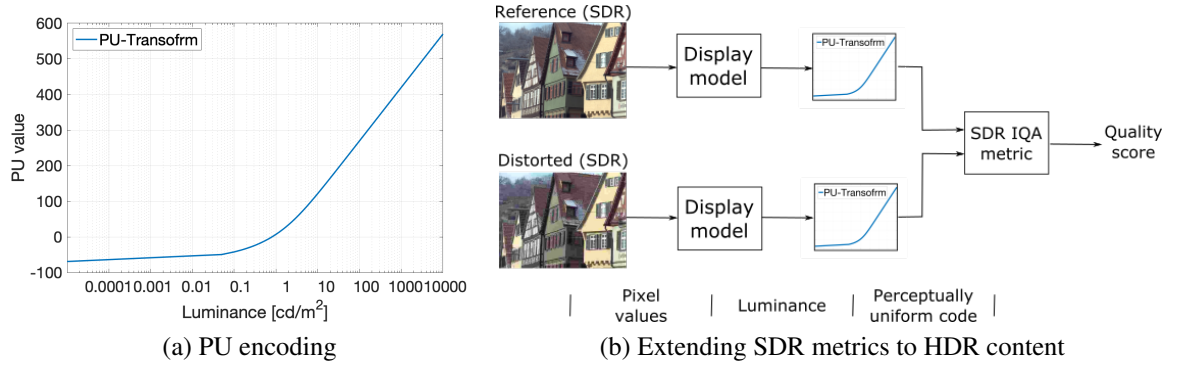 600
500
400
300
200
100
0
-100
PU value
PU-Transofrm
0.0001 0.001 0.01 0.1 1 10 100 1000 10000
Luminance [cd/m²]
(a) PU encoding
Reference (SDR)
Display
model
PU-Transofrm
Distorted (SDR)
Display
model
PU-Transofrm
SDR IQA
metric
Quality
score
Pixel
values
Luminance
Perceptually
uniform code
(b) Extending SDR metrics to HDR content